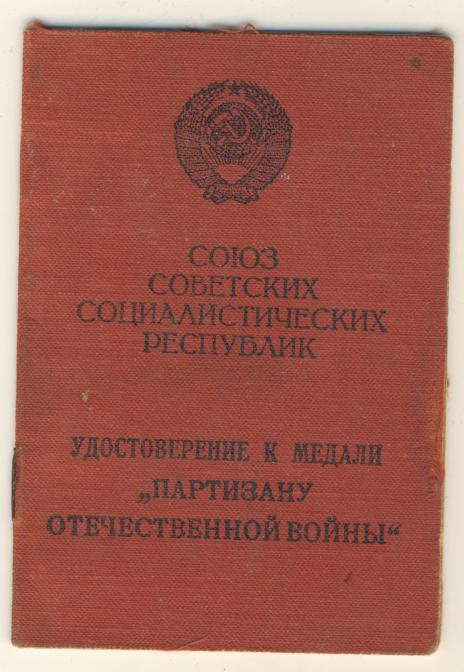 СОЮЗ
СОВЕТСКИХ
СОЦИАЛИСТИЧЕСКИХ
РЕСПУБЛИК
УДОСТОВЕРЕНИЕ К МЕДАЛИ
„ПАРТИЗАНУ
ОТЕЧЕСТВЕННОЙ ВОЙНЫ“